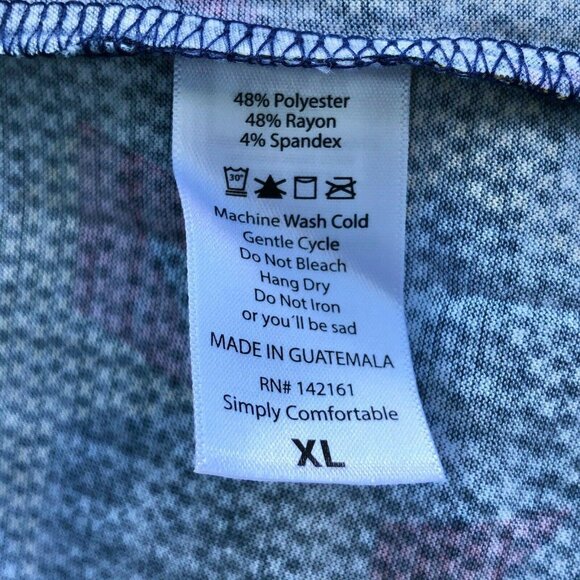 48% Polyester
48% Rayon
4% Spandex
30°
Machine Wash Cold
Gentle Cycle
Do Not Bleach
Hang Dry
Do Not Iron
or you´ll be sad
MADE IN GUATEMALA
RN# 142161
Simply Comfortable
XL